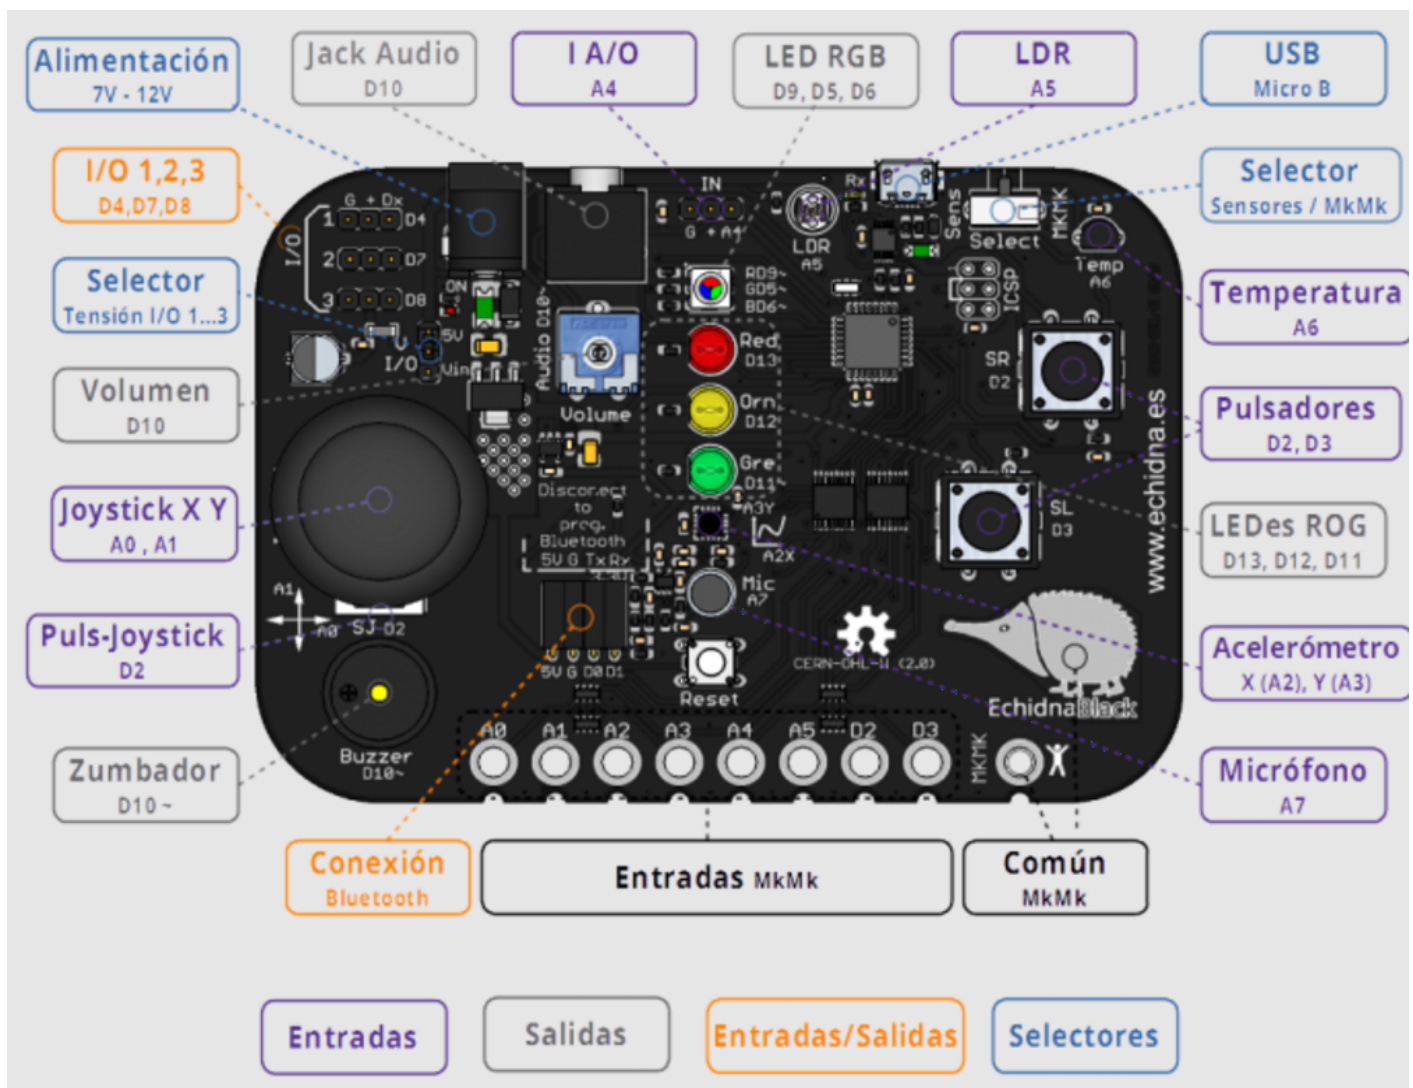 Alimentación
7V - 12V
Jack Audio
D10
I A/O
A4
LED RGB
D9, D5, D6
LDR
A5
USB
Micro B
I/O 1,2,3
D4,D7,D8
Selector
Sensores / MkMk
Selector
Tensión I/O 1...3
Temperatura
A6
Volumen
D10
Pulsadores
D2, D3
Joystick X Y
A0 , A1
LEDes ROG
D13, D12, D11
Puls-Joystick
D2
Acelerómetro
X (A2), Y (A3)
Zumbador
D10 ~
Micrófono
A7
G + Dx
1
D4
2
D7
3
D8
I/O
ON
5V
I/O
Vin
Audio D10~
Volume
IN
G + A4
LDR
A5
Rx
Sens
MKMK
Select
Temp
A6
ICSP
RD9~
GD5~
BD6~
Red
D13
Orn
D12
Gre
D11~
SR
D2
SL
D3
www.echidna.es
Disconect
to
prog.
Bluetooth
5V G Tx Rx
3.3V
A3Y
A2X
Mic
A7
A1
A0
SJ D2
5V G D0 D1
Reset
CERN-OHL-W (2.0)
EchidnaBlack
Buzzer
D10~
A0
A1
A2
A3
A4
A5
D2
D3
MKMK
Conexión
Bluetooth
Entradas MkMk
Común
MkMk
Entradas
Salidas
Entradas/Salidas
Selectores